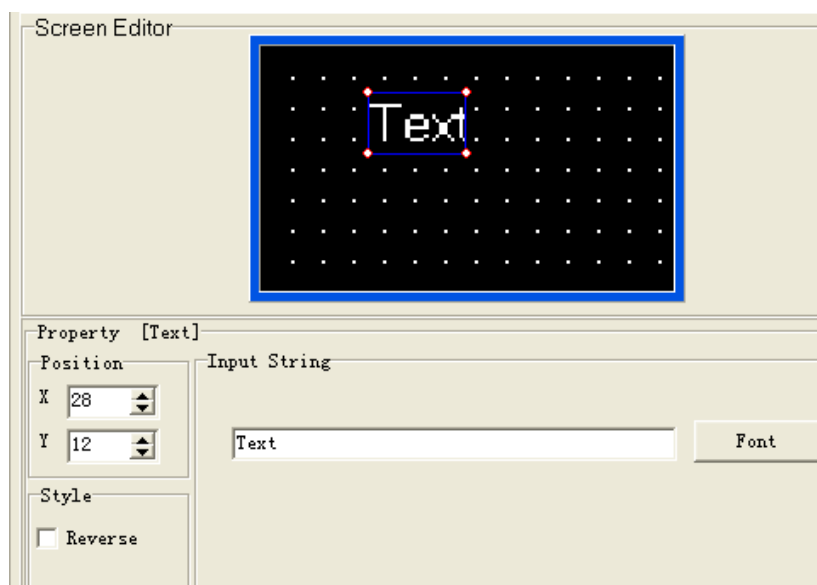 Screen Editor
Text
Property [Text]
Position
Input String
X 28
Y 12
Text
Font
Style
Reverse